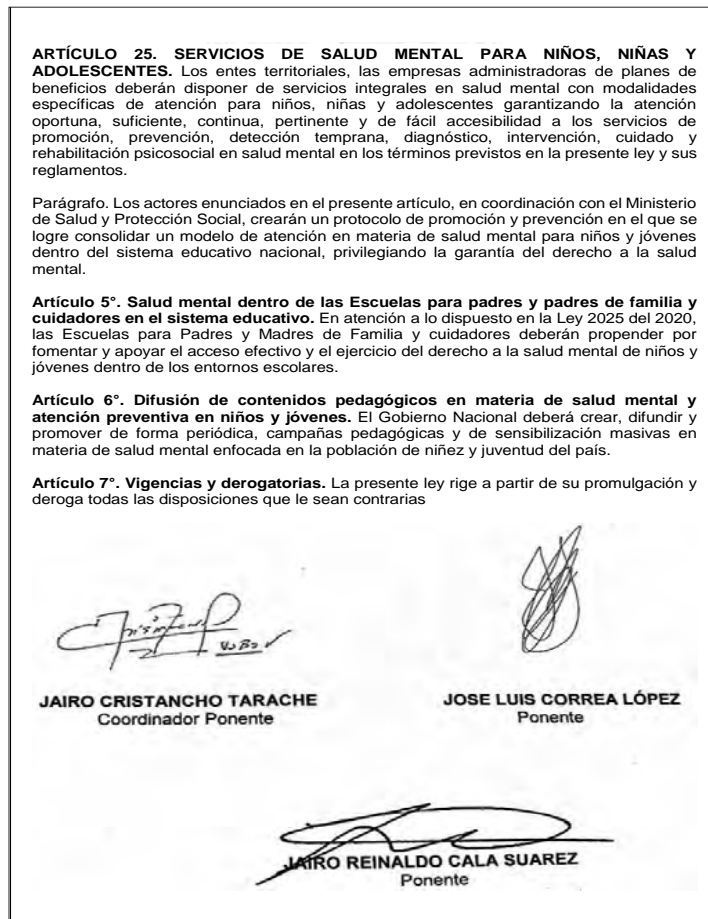 ARTÍCULO 25. SERVICIOS DE SALUD MENTAL PARA NIÑOS, NIÑAS Y
ADOLESCENTES. Los entes territoriales, las empresas administradoras de planes de
beneficios deberán disponer de servicios integrales en salud mental con modalidades
específicas de atención para niños, niñas y adolescentes garantizando la atención
oportuna, suficiente, continua, pertinente y de fácil accesibilidad a los servicios de
promoción, prevención, detección temprana, diagnóstico, intervención, cuidado y
rehabilitación psicosocial en salud mental en los términos previstos en la presente ley y sus
reglamentos.
Parágrafo. Los actores enunciados en el presente artículo, en coordinación con el Ministerio
de Salud y Protección Social, crearán un protocolo de promoción y prevención en el que se
logre consolidar un modelo de atención en materia de salud mental para niños y jóvenes
dentro del sistema educativo nacional, privilegiando la garantía del derecho a la salud
mental.
Artículo 5°. Salud mental dentro de las Escuelas para padres y padres de familia y
cuidadores en el sistema educativo. En atención a lo dispuesto en la Ley 2025 del 2020,
las Escuelas para Padres y Madres de Familia y cuidadores deberán propender por
fomentar y apoyar el acceso efectivo y el ejercicio del derecho a la salud mental de niños y
jóvenes dentro de los entornos escolares.
Artículo 6°. Difusión de contenidos pedagógicos en materia de salud mental y
atención preventiva en niños y jóvenes. El Gobierno Nacional deberá crear, difundir y
promover de forma periódica, campañas pedagógicas y de sensibilización masivas en
materia de salud mental enfocada en la población de niñez y juventud del país.
Artículo 7°. Vigencias y derogatorias. La presente ley rige a partir de su promulgación y
deroga todas las disposiciones que le sean contrarias
JAIRO CRISTANCHO TARACHE
Coordinador Ponente
JOSE LUIS CORREA LÓPEZ
Ponente
JAIRO REINALDO CALA SUAREZ
Ponente